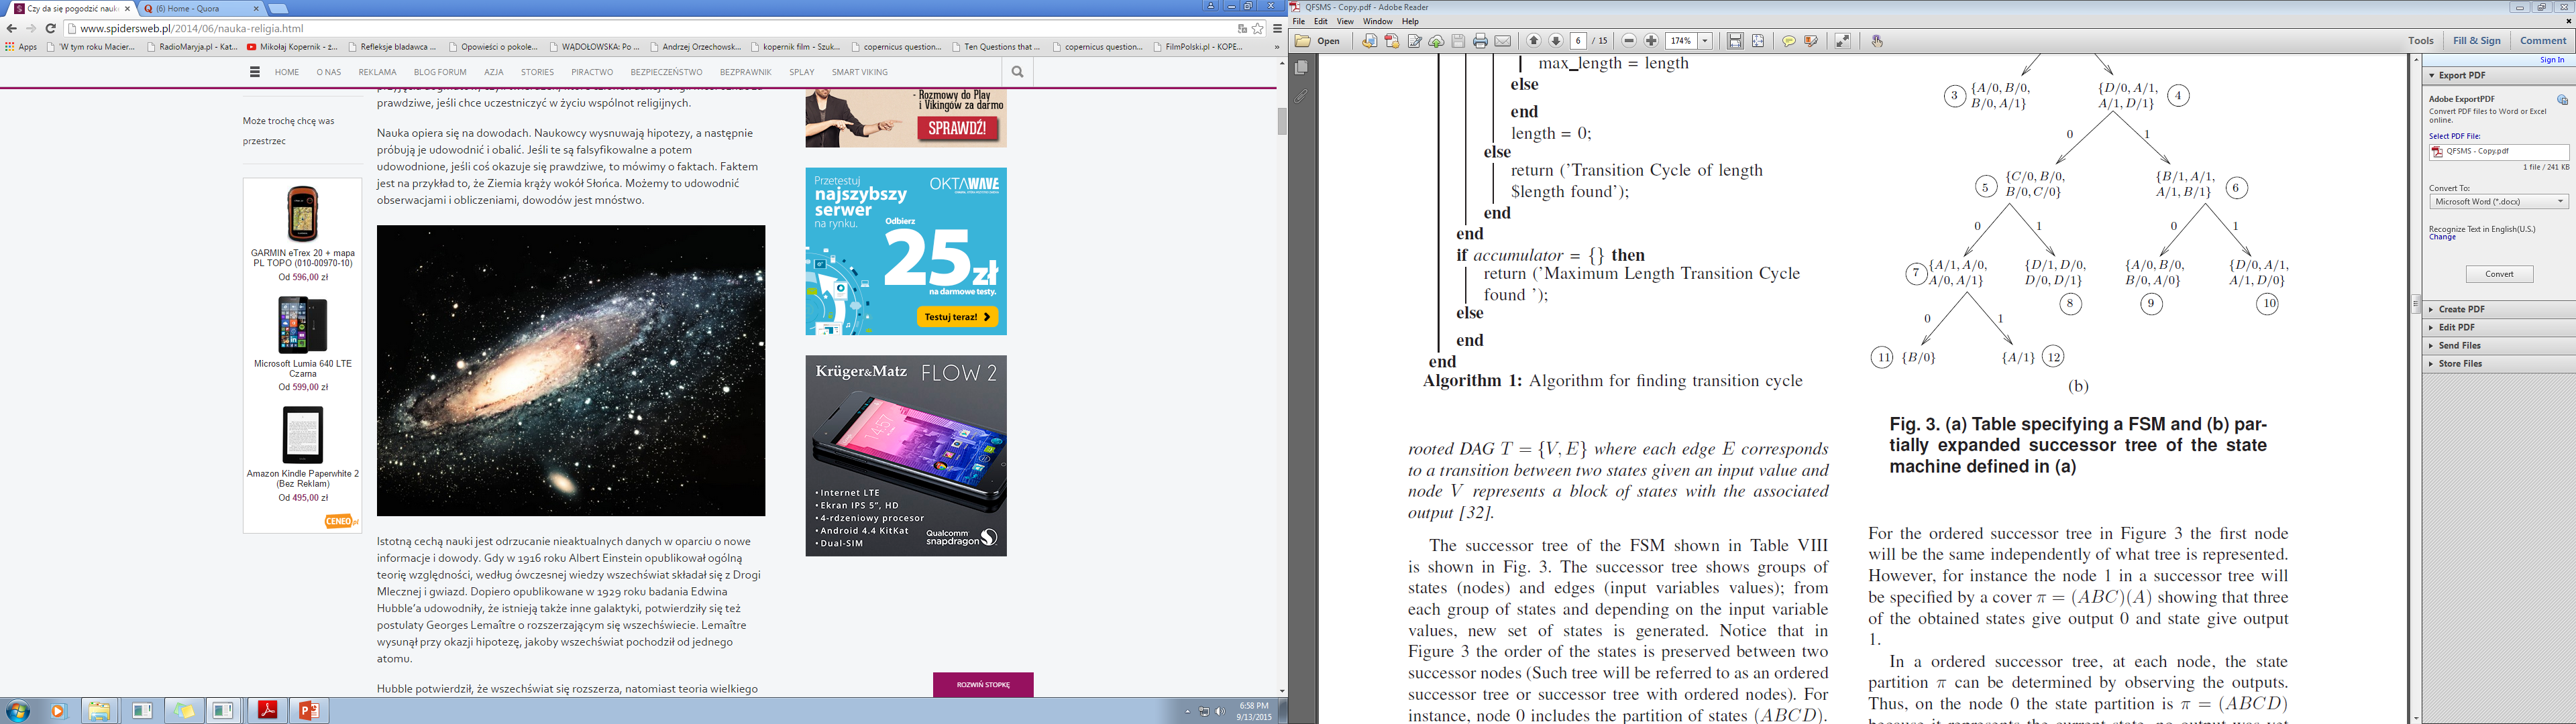 Czy da się pogodzić nauk
(6) Home - Quora
www.spidersweb.pl/2014/06/nauka-religia.html
Apps
'W tym roku Macier...
RadioMaryja.pl - Kat...
Mikołaj Kopernik - ż...
Refleksje bladawca ...
Opowieści o pokole...
WĄDOŁOWSKA: Po ...
Andrzej Orzechowsk...
kopernik film - Szuk...
copernicus question...
Ten Questions that ...
copernicus question...
FilmPolski.pl - KOPE...
HOME
O NAS
REKLAMA
BLOG FORUM
AZJA
STORIES
PIRACTWO
BEZPIECZEŃSTWO
BEZPRAWNIK
SPLAY
SMART VIKING
Może trochę chcę was
przestrzec
GARMIN eTrex 20 + mapa
PL TOPO (010-00970-10)
Od 596,00 zł
Microsoft Lumia 640 LTE
Czarna
Od 599,00 zł
Amazon Kindle Paperwhite 2
(Bez Reklam)
Od 495,00 zł
CENEO.pl
prawdziwe, jeśli chce uczestniczyć w życiu wspólnot religijnych.
Nauka opiera się na dowodach. Naukowcy wysnuwają hipotezy, a następnie
próbują je udowodnić i obalić. Jeśli te są falsyfikowalne a potem
udowodnione, jeśli coś okazuje się prawdziwe, to mówimy o faktach. Faktem
jest na przykład to, że Ziemia krąży wokół Słońca. Możemy to udowodnić
obserwacjami i obliczeniami, dowodów jest mnóstwo.
Istotną cechą nauki jest odrzucanie nieaktualnych danych w oparciu o nowe
informacje i dowody. Gdy w 1916 roku Albert Einstein opublikował ogólną
teorię względności, według ówczesnej wiedzy wszechświat składał się z Drogi
Mlecznej i gwiazd. Dopiero opublikowane w 1929 roku badania Edwina
Hubble'a udowodniły, że istnieją także inne galaktyki, potwierdziły się też
postulaty Georges Lemaître o rozszerzającym się wszechświecie. Lemaître
wysunął przy okazji hipotezę, jakoby wszechświat pochodził od jednego
atomu.
Hubble potwierdził, że wszechświat się rozszerza, natomiast teoria wielkiego
- Rozmowy do Play
i Vikingów za darmo
SPRAWDŹ!
Przetestuj
najszybszy
serwer
na rynku.
OKTAWAVE
Odbierz
25zł
na darmowe testy.
Testuj teraz!
Krüger&Matz FLOW 2
14:57
• Internet LTE
• Ekran IPS 5", HD
• 4-rdzeniowy procesor
• Android 4.4 KitKat
• Dual-SIM
Qualcomm
snapdragon
ROZWIŃ STOPKĘ
6:58 PM
9/13/2015
QFSMS - Copy.pdf - Adobe Reader
File Edit View Window Help
Open
6 / 15
174%
Tools
Fill & Sign
Comment
max_length = length
else
end
length = 0;
else
return ('Transition Cycle of length
$length found');
end
end
if accumulator = {} then
return ('Maximum Length Transition Cycle
found ');
else
end
end
Algorithm 1: Algorithm for finding transition cycle
rooted DAG T = {V, E} where each edge E corresponds
to a transition between two states given an input value and
node V represents a block of states with the associated
output [32].
The successor tree of the FSM shown in Table VIII
is shown in Fig. 3. The successor tree shows groups of
states (nodes) and edges (input variables values); from
each group of states and depending on the input variable
values, new set of states is generated. Notice that in
Figure 3 the order of the states is preserved between two
successor nodes (Such tree will be referred to as an ordered
successor tree or successor tree with ordered nodes). For
instance, node 0 includes the partition of states (ABCD).
3 {A/0, B/0,
B/0, A/1}
{D/0, A/1,
A/1, D/1} 4
0 1
5 {C/0, B/0,
B/0, C/0}
{B/1, A/1,
A/1, B/1} 6
0 1 0 1
7 {A/1, A/0,
A/0, A/1}
{D/1, D/0,
D/0, D/1}
8
{A/0, B/0,
B/0, A/0}
9
{D/0, A/1,
A/1, D/0}
10
0 1
11 {B/0} {A/1} 12
(b)
Fig. 3. (a) Table specifying a FSM and (b) par-
tially expanded successor tree of the state
machine defined in (a)
For the ordered successor tree in Figure 3 the first node
will be the same independently of what tree is represented.
However, for instance the node 1 in a successor tree will
be specified by a cover π = (ABC)(A) showing that three
of the obtained states give output 0 and state give output
1.
In a ordered successor tree, at each node, the state
partition π can be determined by observing the outputs.
Thus, on the node 0 the state partition is π = (ABCD)
Sign In
Export PDF
Adobe ExportPDF
Convert PDF files to Word or Excel
online.
Select PDF File:
QFSMS - Copy.pdf
1 file / 241 KB
Convert To:
Microsoft Word (*.docx)
Recognize Text in English(U.S.)
Change
Convert
Create PDF
Edit PDF
Send Files
Store Files